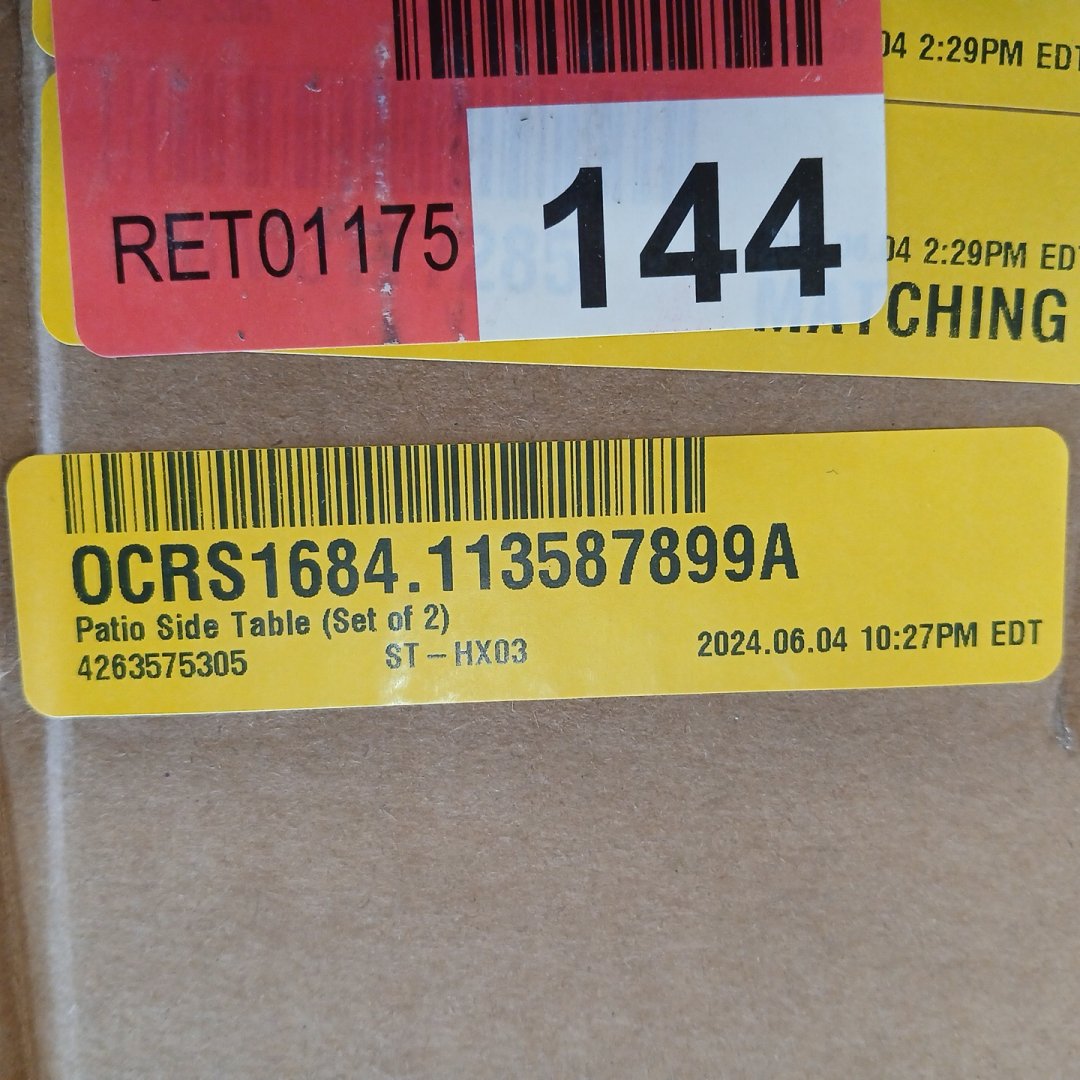 04 2:29PM EDT
RET01175
144
04 2:29PM ED
MATCHING
OCRS1684.113587899A
Patio Side Table (Set of 2)
4263575305 ST-HX03 2024.06.04 10:27PM EDT